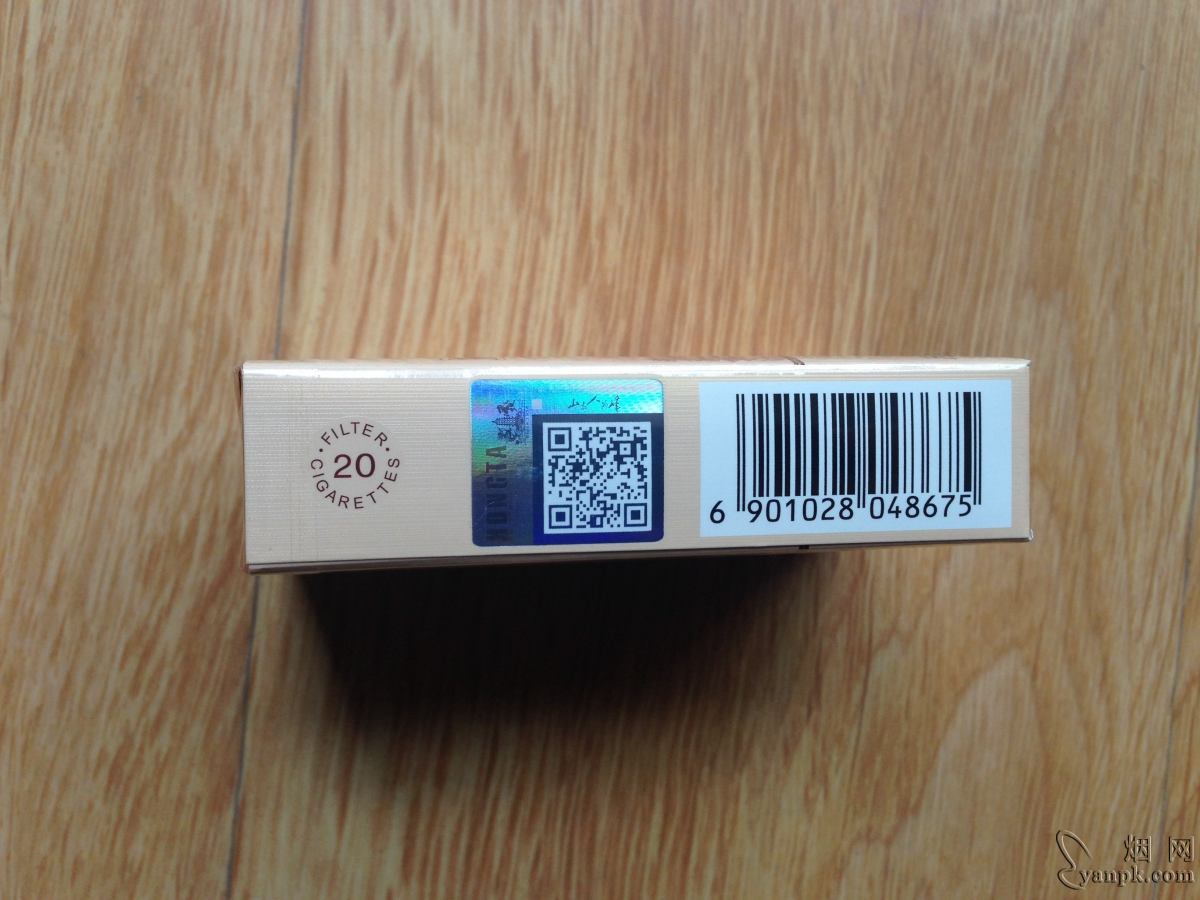 · FILTER ·
20
CIGARETTES
HONGTA
6 901028 048675
烟网
yanpk.com